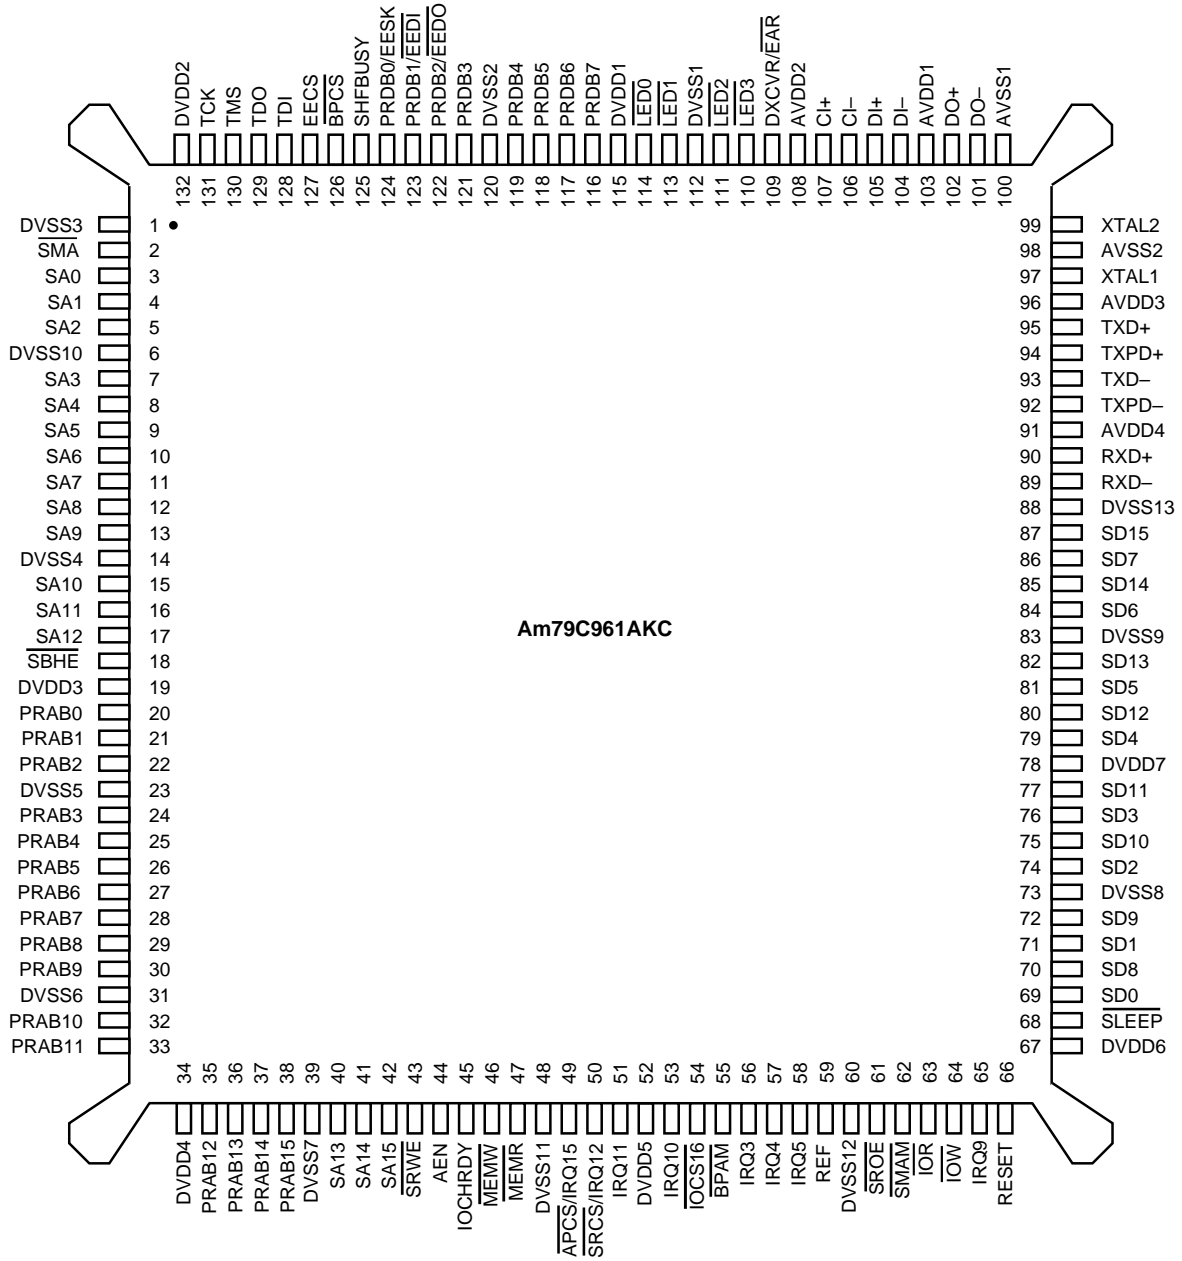 DVDD2
TCK
TMS
TDO
TDI
EECS
BPCS
SHFBUSY
PRDB0/EESK
PRDB1/EEDI
PRDB2/EEDO
PRDB3
DVSS2
PRDB4
PRDB5
PRDB6
PRDB7
DVDD1
LED0
LED1
DVSS1
LED2
LED3
DXCVR/EAR
AVDD2
CI+
CI–
DI+
DI–
AVDD1
DO+
DO–
AVSS1
132
131
130
129
128
127
126
125
124
123
122
121
120
119
118
117
116
115
114
113
112
111
110
109
108
107
106
105
104
103
102
101
100
DVSS3 1
SMA 2
SA0 3
SA1 4
SA2 5
DVSS10 6
SA3 7
SA4 8
SA5 9
SA6 10
SA7 11
SA8 12
SA9 13
DVSS4 14
SA10 15
SA11 16
SA12 17
SBHE 18
DVDD3 19
PRAB0 20
PRAB1 21
PRAB2 22
DVSS5 23
PRAB3 24
PRAB4 25
PRAB5 26
PRAB6 27
PRAB7 28
PRAB8 29
PRAB9 30
DVSS6 31
PRAB10 32
PRAB11 33
Am79C961AKC
99 XTAL2
98 AVSS2
97 XTAL1
96 AVDD3
95 TXD+
94 TXPD+
93 TXD–
92 TXPD–
91 AVDD4
90 RXD+
89 RXD–
88 DVSS13
87 SD15
86 SD7
85 SD14
84 SD6
83 DVSS9
82 SD13
81 SD5
80 SD12
79 SD4
78 DVDD7
77 SD11
76 SD3
75 SD10
74 SD2
73 DVSS8
72 SD9
71 SD1
70 SD8
69 SD0
68 SLEEP
67 DVDD6
34
35
36
37
38
39
40
41
42
43
44
45
46
47
48
49
50
51
52
53
54
55
56
57
58
59
60
61
62
63
64
65
66
DVDD4
PRAB12
PRAB13
PRAB14
PRAB15
DVSS7
SA13
SA14
SA15
SRWE
AEN
IOCHRDY
MEMW
MEMR
DVSS11
APCS/IRQ15
SRCS/IRQ12
IRQ11
DVDD5
IRQ10
IOCS16
BPAM
IRQ3
IRQ4
IRQ5
REF
DVSS12
SROE
SMAM
IOR
IOW
IRQ9
RESET